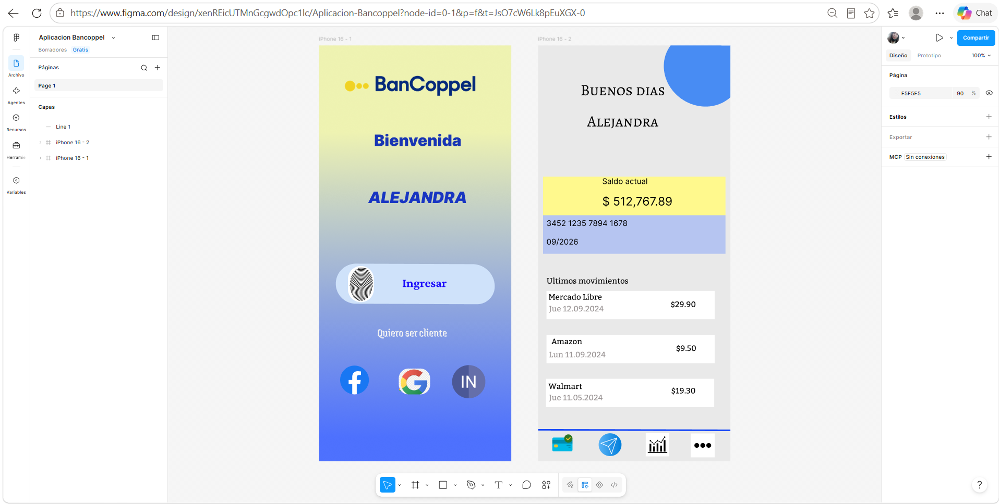 https://www.figma.com/design/xenREicUTMnGcgwdOpc1lc/Aplicacion-Bancoppel?node-id=0-1&p=f&t=JsO7cW6Lk8pEuXGX-0
Chat
Aplicacion Bancoppel
Borradores Gratis
Páginas
Page 1
Capas
Line 1
iPhone 16 - 2
iPhone 16 - 1
Archivo
Agentes
Recursos
Herramie
Variables
iPhone 16 - 1
BanCoppel
Bienvenida
ALEJANDRA
Ingresar
Quiero ser cliente
IN
iPhone 16 - 2
Buenos dias
Alejandra
Saldo actual
$ 512,767.89
3452 1235 7894 1678
09/2026
Ultimos movimientos
Mercado Libre
Jue 12.09.2024
$29.90
Amazon
Lun 11.09.2024
$9.50
Walmart
Jue 11.05.2024
$19.30
Compartir
Diseño Prototipo 100%
Página
F5F5F5 90 %
Estilos
Exportar
MCP Sin conexiones
?